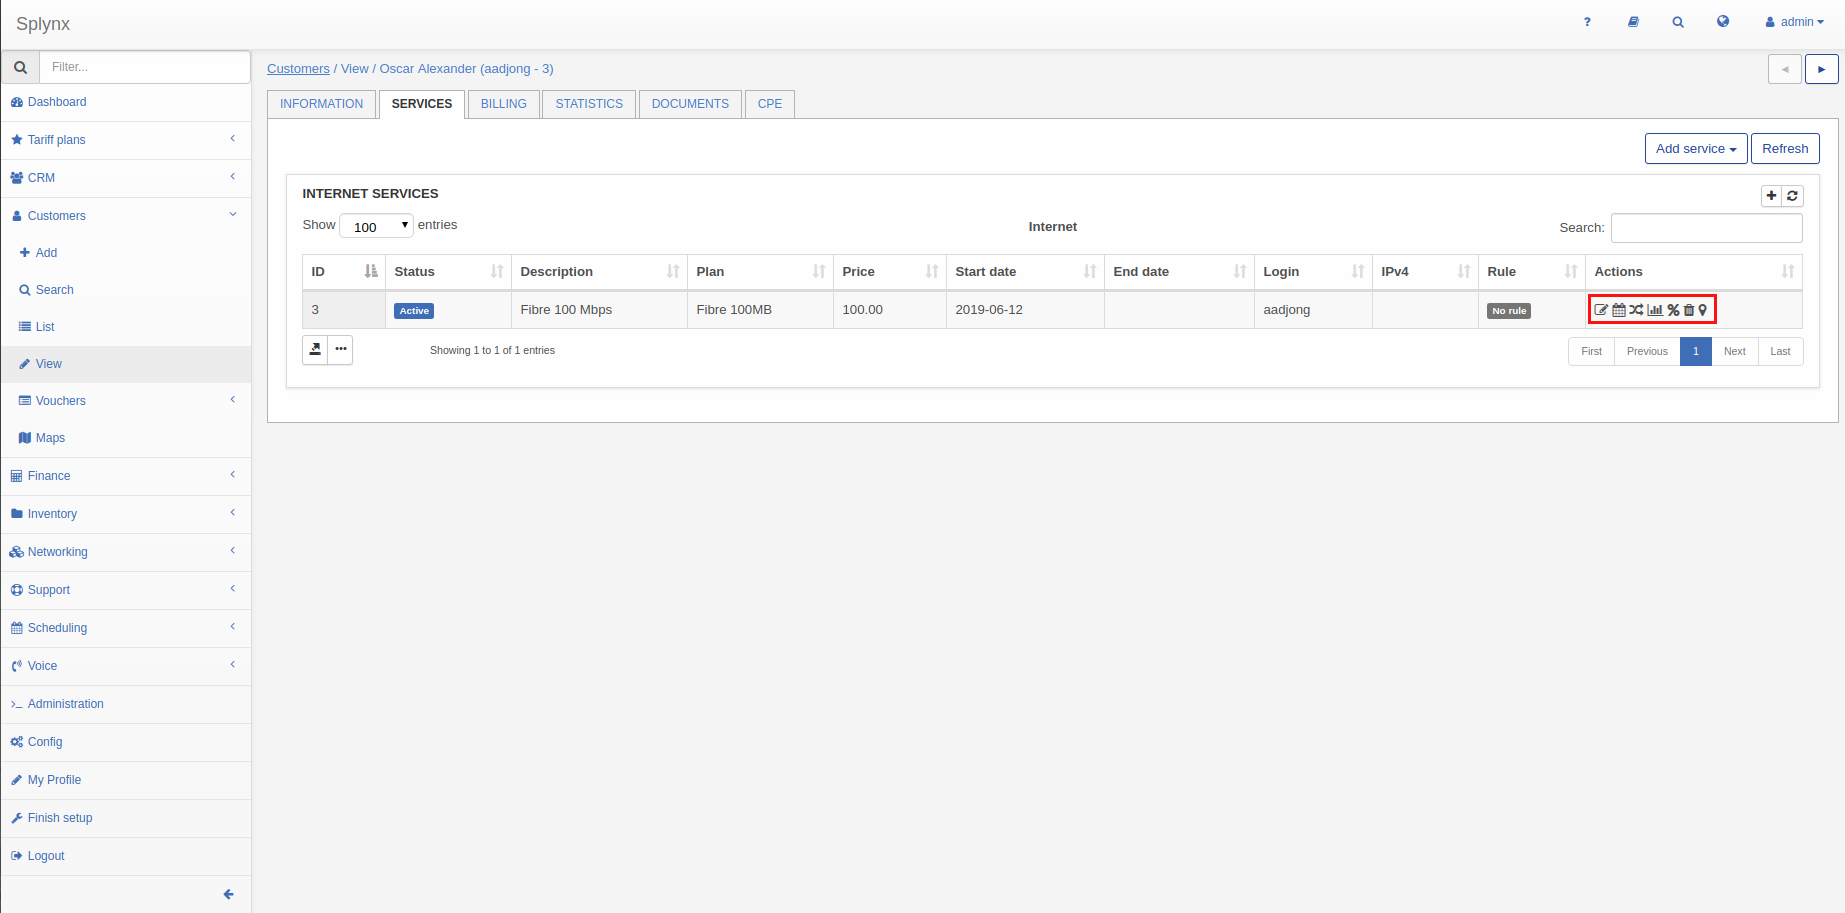 Splynx
?
admin
Filter...
Dashboard
Tariff plans
CRM
Customers
Add
Search
List
View
Vouchers
Maps
Finance
Inventory
Networking
Support
Scheduling
Voice
Administration
Config
My Profile
Finish setup
Logout
Customers / View / Oscar Alexander (aadjong - 3)
INFORMATION SERVICES BILLING STATISTICS DOCUMENTS CPE
Add service Refresh
INTERNET SERVICES
Show 100 entries Internet Search:
ID Status Description Plan Price Start date End date Login IPv4 Rule Actions
3 Active Fibre 100 Mbps Fibre 100MB 100.00 2019-06-12 aadjong No rule
Showing 1 to 1 of 1 entries First Previous 1 Next Last